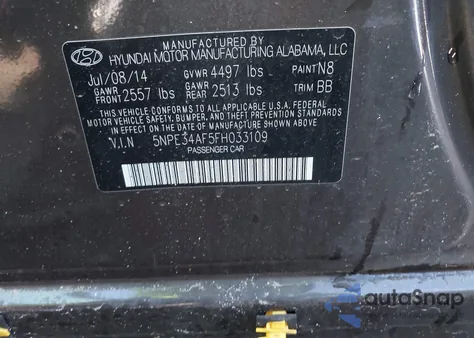 MANUFACTURED BY
HYUNDAI MOTOR MANUFACTURING ALABAMA, LLC
Jul/08/14 GVWR 4497 lbs PAINT N8
GAWR FRONT 2557 lbs GAWR REAR 2513 lbs TRIM BB
THIS VEHICLE CONFORMS TO ALL APPLICABLE U.S.A. FEDERAL
MOTOR VEHICLE SAFETY, BUMPER, AND THEFT PREVENTION
STANDARDS IN EFFECT ON THE DATE OF MANUFACTURE SHOWN ABOVE.
V.I.N 5NPE34AF5FH033109
PASSENGER CAR
autaSnap